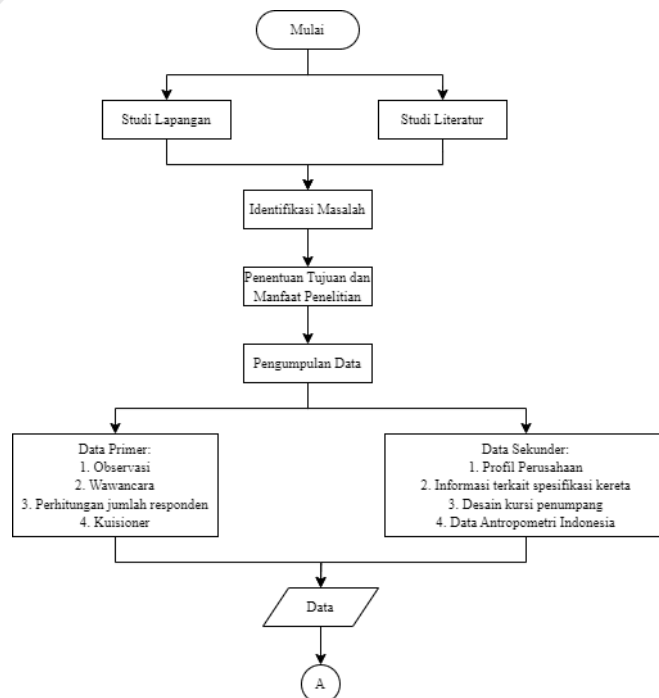 Mulai
Studi Lapangan
Studi Literatur
Identifikasi Masalah
Penentuan Tujuan dan
Manfaat Penelitian
Pengumpulan Data
Data Primer:
1. Observasi
2. Wawancara
3. Perhitungan jumlah responden
4. Kuisioner
Data Sekunder:
1. Profil Perusahaan
2. Informasi terkait spesifikasi kereta
3. Desain kursi penumpang
4. Data Antropometri Indonesia
Data
A